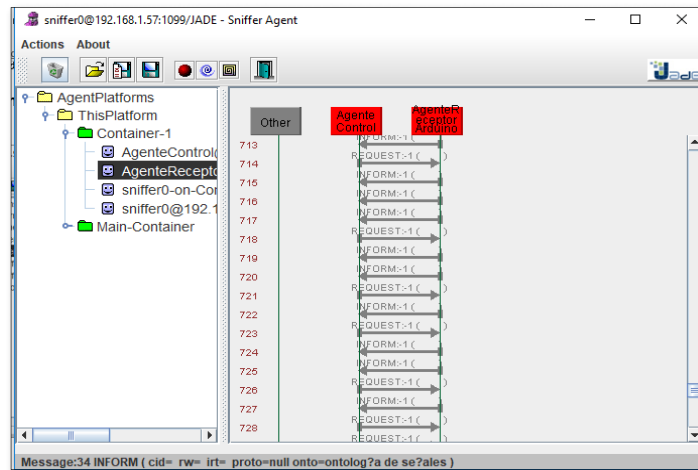 sniffer0@192.168.1.57:1099/JADE - Sniffer Agent
Actions About
Jade
AgentPlatforms
ThisPlatform
Container-1
AgenteControl(
AgenteRecepto
sniffer0-on-Cor
sniffer0@192.1
Main-Container
Other
Agente
Control
AgenteR
eceptor
Arduino
713 INFORM:-1 (
714 REQUEST:-1 ( )
715 INFORM:-1 (
716 INFORM:-1 (
717 INFORM:-1 (
718 REQUEST:-1 ( )
719 INFORM:-1 (
720 INFORM:-1 (
721 REQUEST:-1 ( )
722 INFORM:-1 (
723 REQUEST:-1 ( )
724 INFORM:-1 (
725 INFORM:-1 (
726 REQUEST:-1 ( )
727 INFORM:-1 (
728 REQUEST:-1 ( )
REQUEST:-1 ( )
Message:34 INFORM ( cid= rw= irt= proto=null onto=ontolog?a de se?ales )